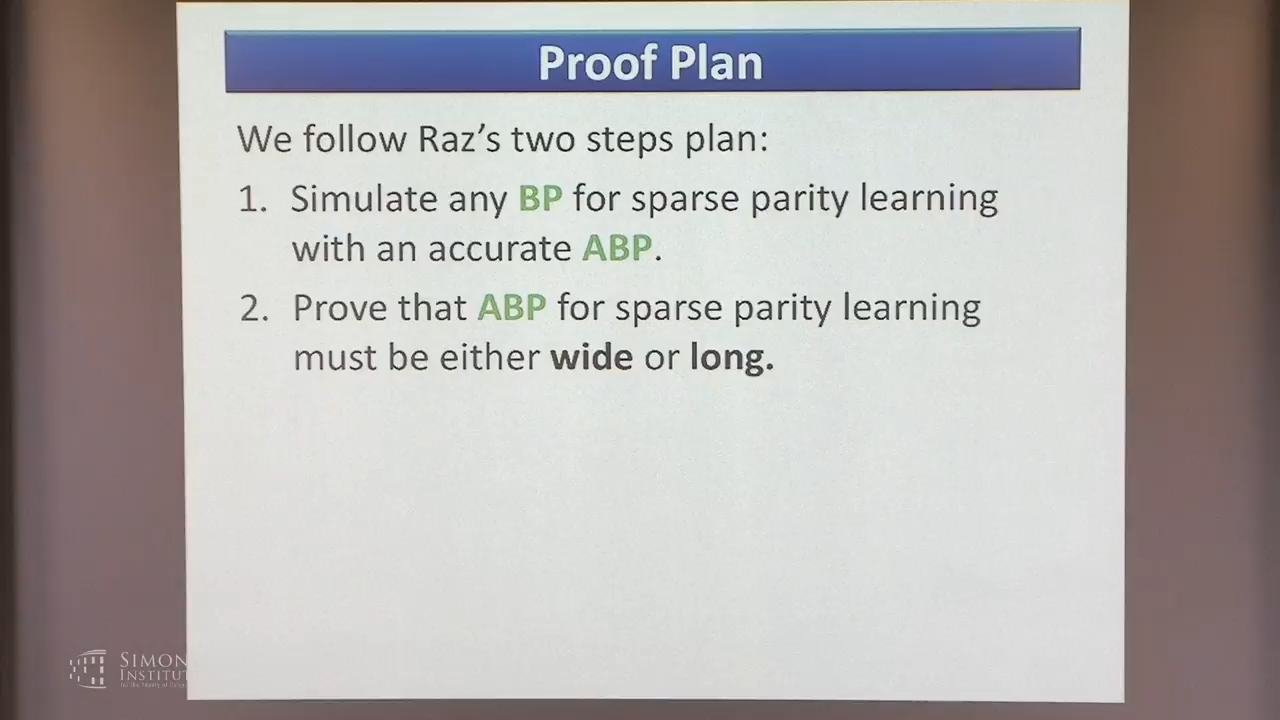 Proof Plan
We follow Raz's two steps plan:
1. Simulate any BP for sparse parity learning
with an accurate ABP.
2. Prove that ABP for sparse parity learning
must be either wide or long.
SIMON
INSTITUT